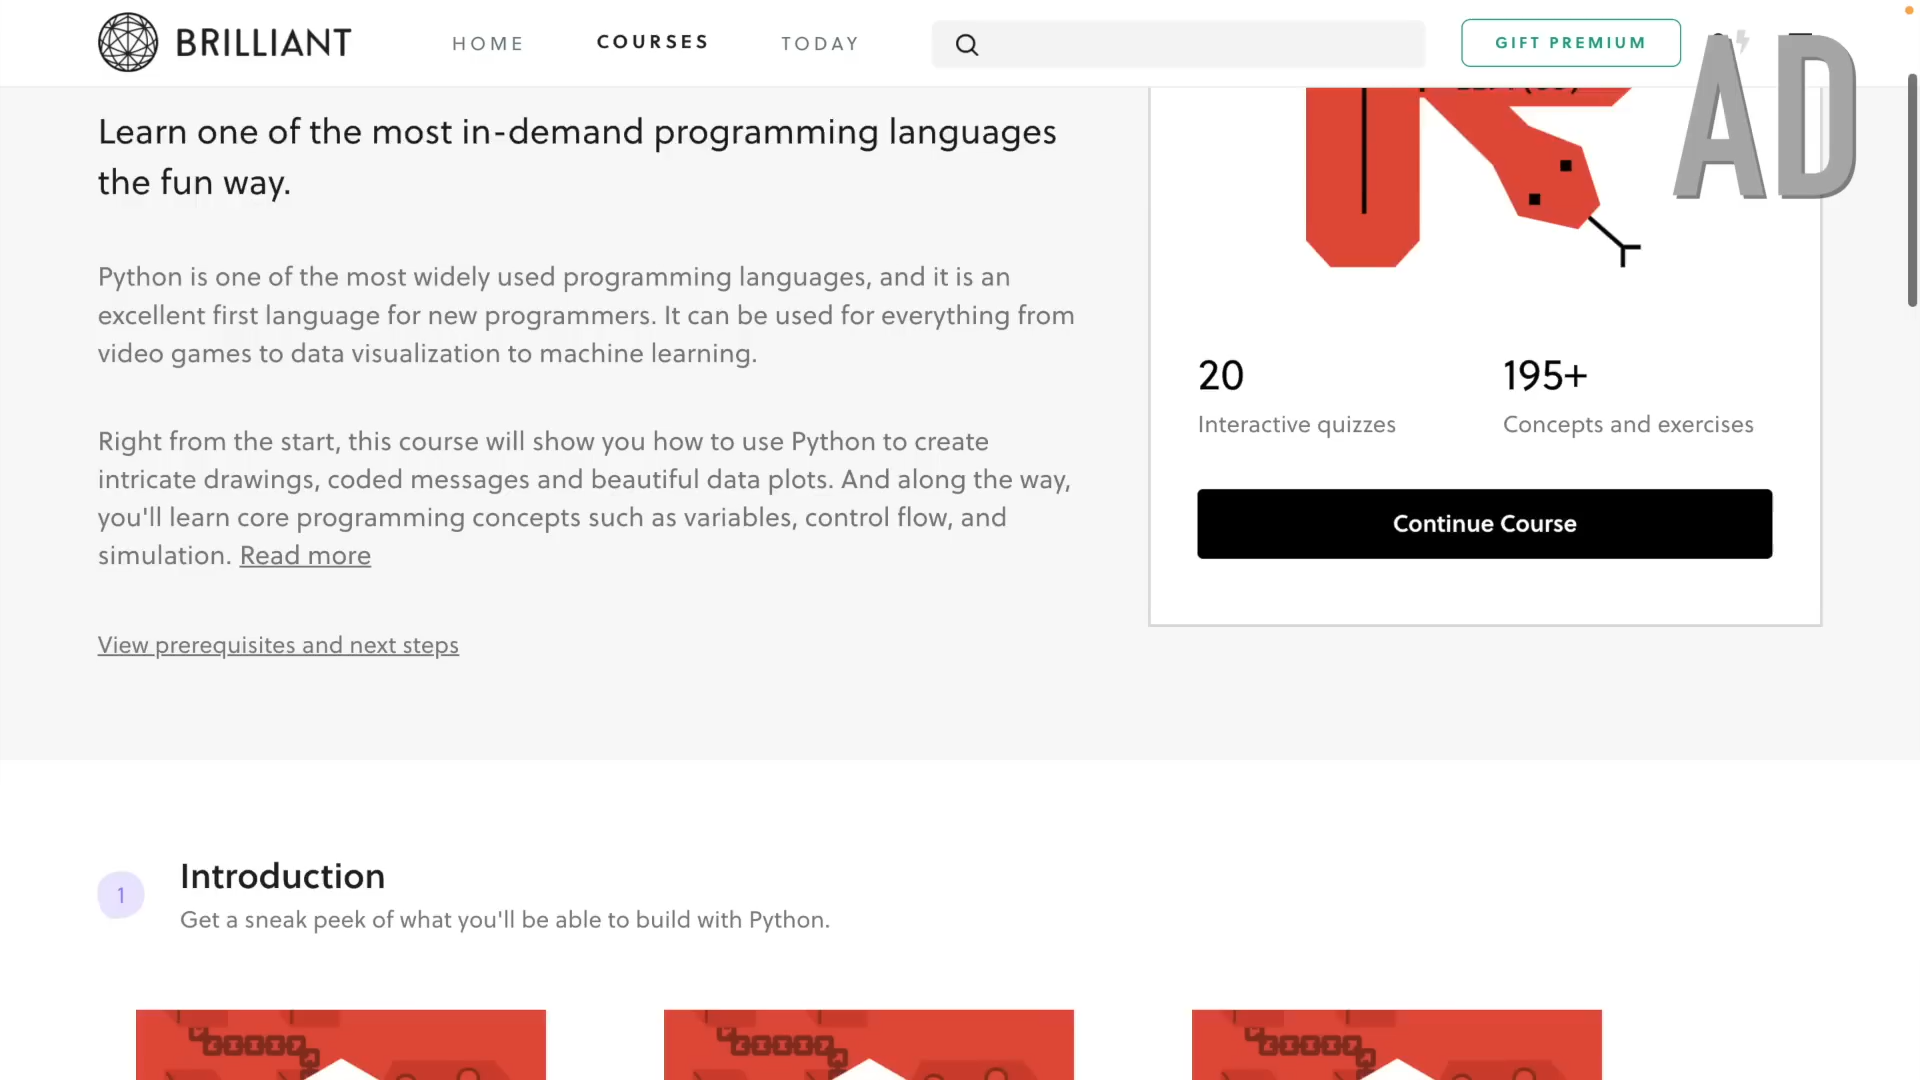 BRILLIANT
HOME
COURSES
TODAY
GIFT PREMIUM
AD
Learn one of the most in-demand programming languages
the fun way.
Python is one of the most widely used programming languages, and it is an
excellent first language for new programmers. It can be used for everything from
video games to data visualization to machine learning.
Right from the start, this course will show you how to use Python to create
intricate drawings, coded messages and beautiful data plots. And along the way,
you'll learn core programming concepts such as variables, control flow, and
simulation. Read more
View prerequisites and next steps
20
Interactive quizzes
195+
Concepts and exercises
Continue Course
1
Introduction
Get a sneak peek of what you'll be able to build with Python.